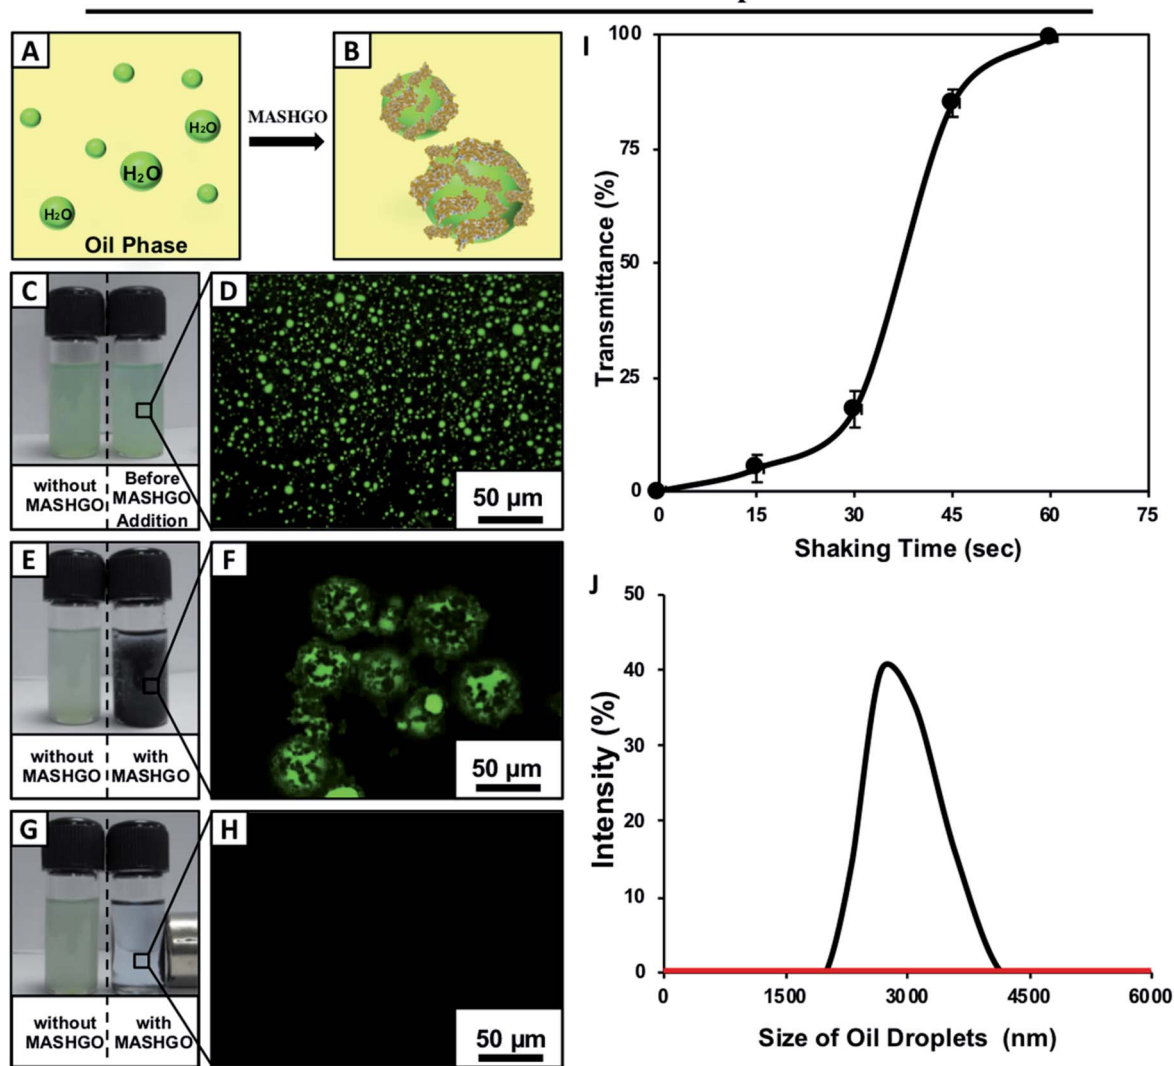 A
H₂O
H₂O
H₂O
Oil Phase
MASHGO
B
C
without
MASHGO
Before
MASHGO
Addition
D
50 µm
E
without
MASHGO
with
MASHGO
F
50 µm
G
without
MASHGO
with
MASHGO
H
50 µm
I
100
75
50
25
0
Transmittance (%)
0 15 30 45 60 75
Shaking Time (sec)
J
50
40
30
20
10
0
Intensity (%)
0 1500 3000 4500 6000
Size of Oil Droplets (nm)